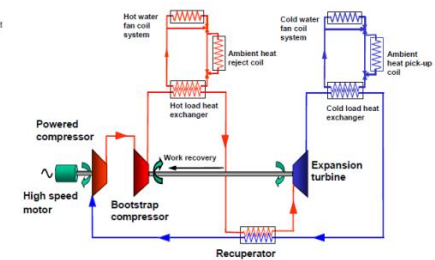 t
Hot water
fan coil
system
Ambient heat
reject coil
Hot load heat
exchanger
Cold water
fan coil
system
Ambient
heat pick-up
coil
Cold load heat
exchanger
Powered
compressor
Work recovery
Expansion
turbine
High speed
motor
Bootstrap
compressor
Recuperator